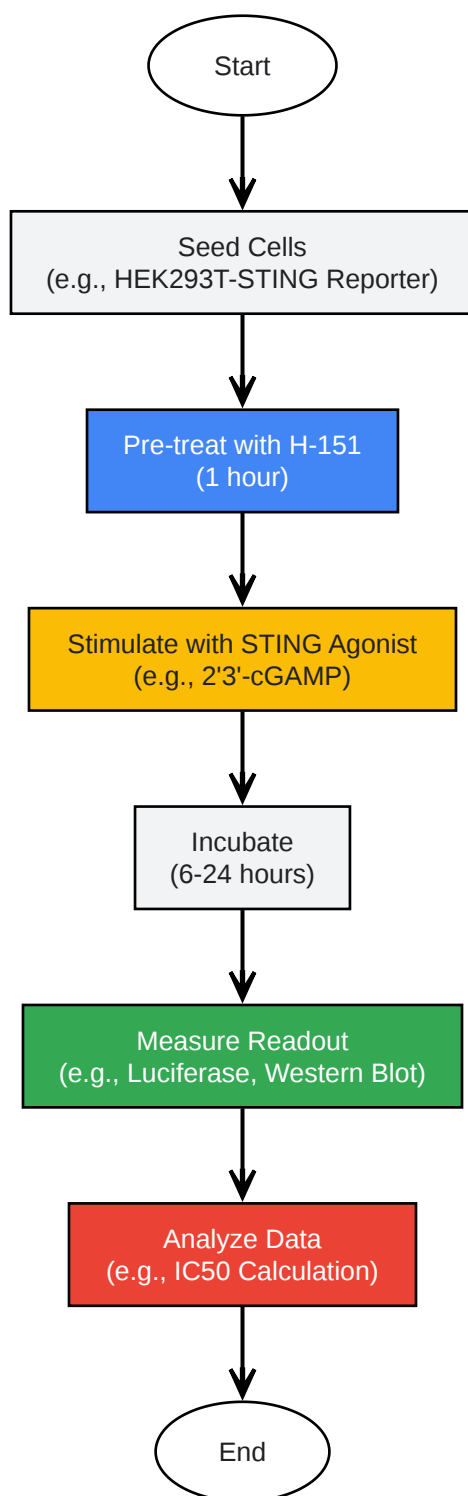 Start
Seed Cells
(e.g., HEK293T-STING Reporter)
Pre-treat with H-151
(1 hour)
Stimulate with STING Agonist
(e.g., 2'3'-cGAMP)
Incubate
(6-24 hours)
Measure Readout
(e.g., Luciferase, Western Blot)
Analyze Data
(e.g., IC50 Calculation)
End